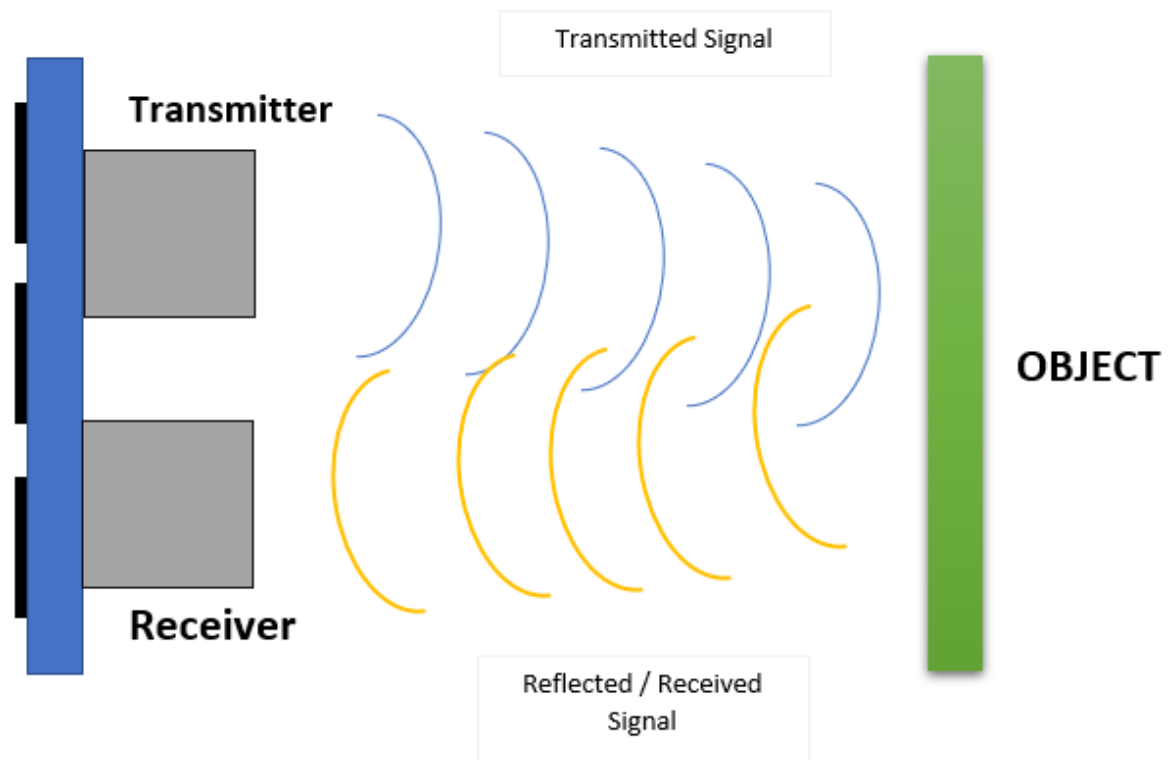 Transmitted Signal
Transmitter
OBJECT
Receiver
Reflected / Received
Signal